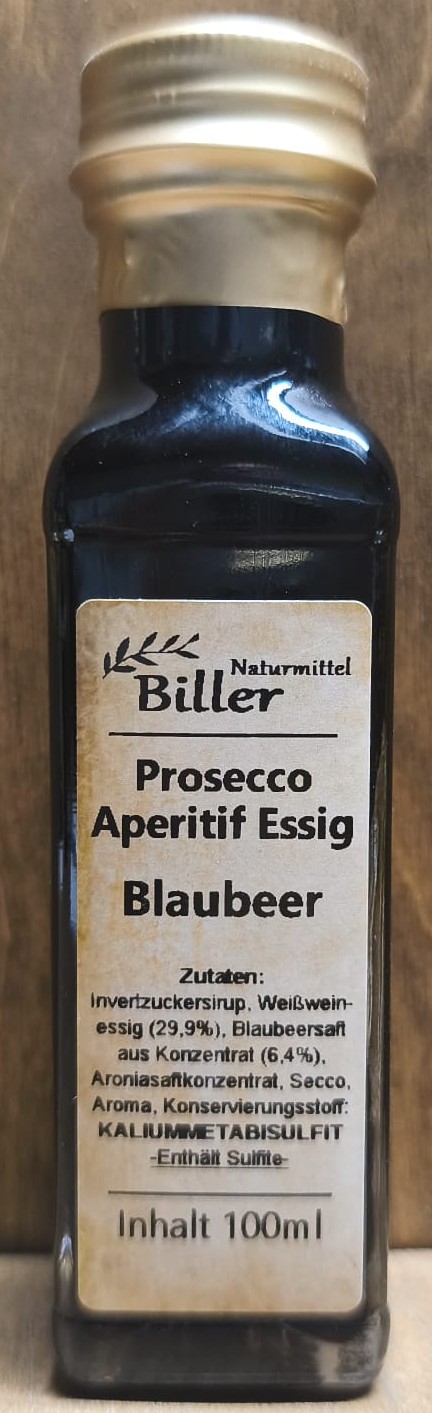 Naturmittel
Biller
Prosecco
Aperitif Essig
Blaubeer
Zutaten:
Invertzuckersirup, Weißwein-
essig (29,9%), Blaubeersaft
aus Konzentrat (6,4%),
Aroniasaftkonzentrat, Secco,
Aroma, Konservierungsstoff:
KALIUMMETABISULFIT
-Enthält Sulfite-
Inhalt 100ml